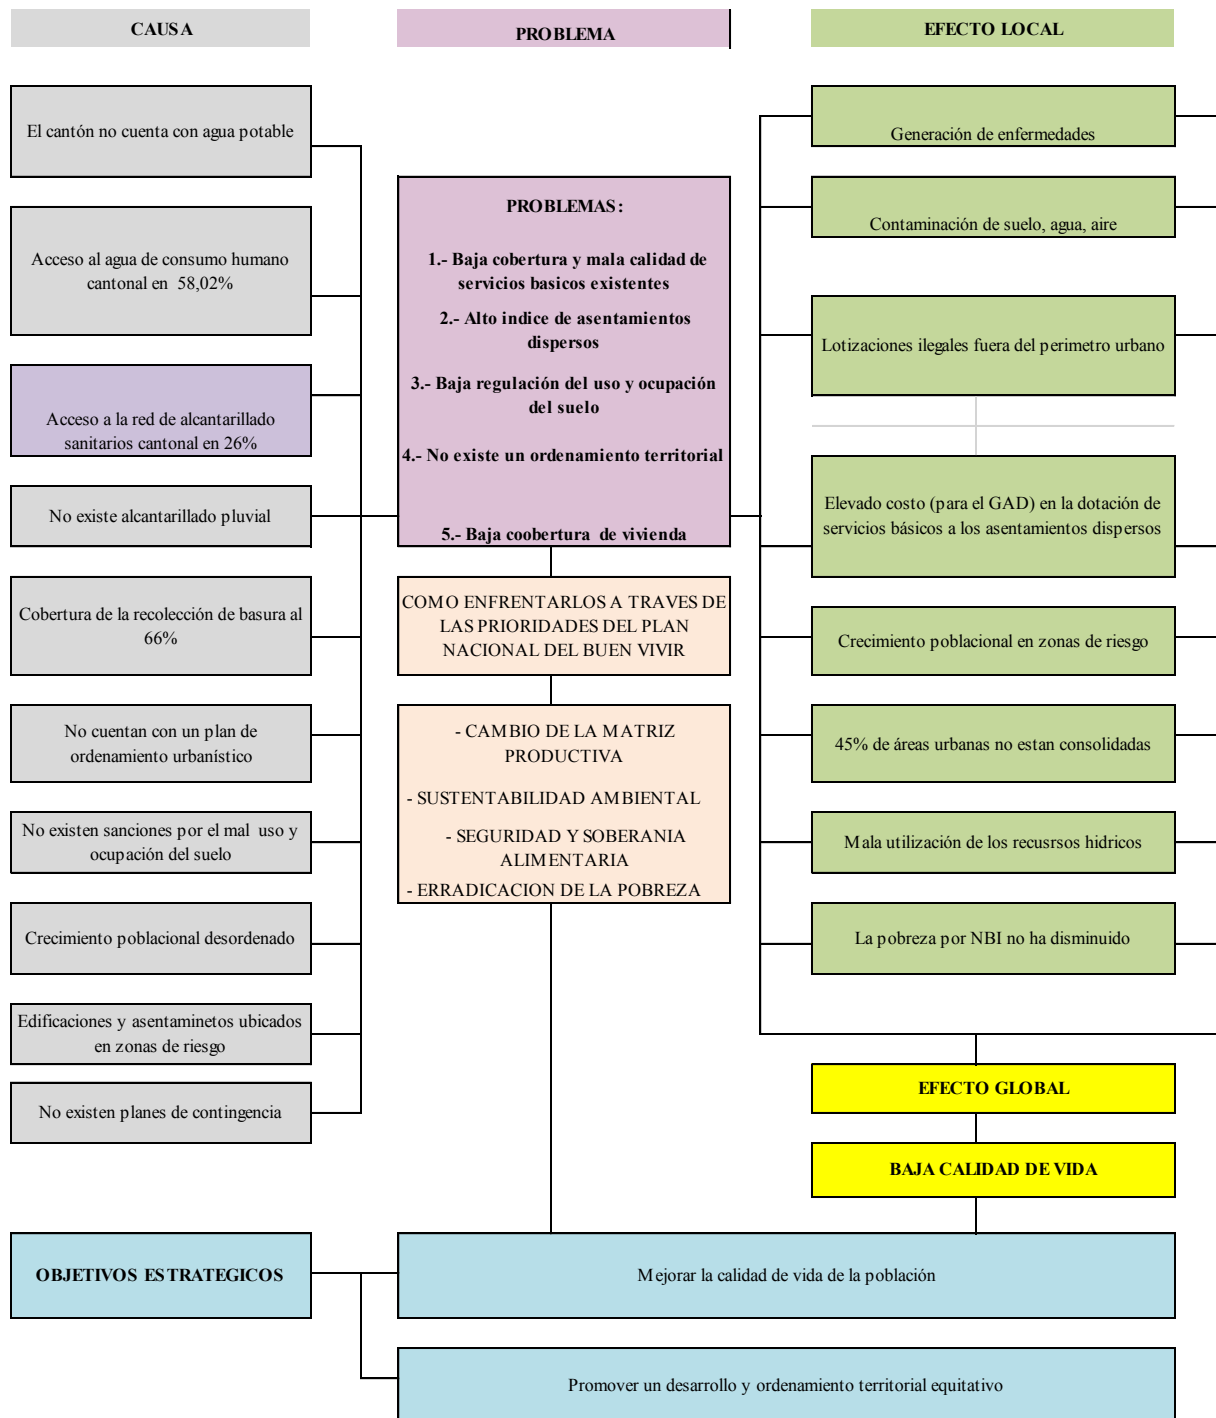 CAUSA
PROBLEMA
EFECTO LOCAL
El cantón no cuenta con agua potable
Acceso al agua de consumo humano
cantonal en 58,02%
Acceso a la red de alcantarillado
sanitarios cantonal en 26%
No existe alcantarillado pluvial
Cobertura de la recolección de basura al
66%
No cuentan con un plan de
ordenamiento urbanístico
No existen sanciones por el mal uso y
ocupación del suelo
Crecimiento poblacional desordenado
Edificaciones y asentaminetos ubicados
en zonas de riesgo
No existen planes de contingencia
PROBLEMAS:
1.- Baja cobertura y mala calidad de
servicios basicos existentes
2.- Alto indice de asentamientos
dispersos
3.- Baja regulación del uso y ocupación
del suelo
4.- No existe un ordenamiento territorial
5.- Baja coobertura de vivienda
COMO ENFRENTARLOS A TRAVES DE
LAS PRIORIDADES DEL PLAN
NACIONAL DEL BUEN VIVIR
- CAMBIO DE LA MATRIZ
PRODUCTIVA
- SUSTENTABILIDAD AMBIENTAL
- SEGURIDAD Y SOBERANIA
ALIMENTARIA
- ERRADICACION DE LA POBREZA
Generación de enfermedades
Contaminación de suelo, agua, aire
Lotizaciones ilegales fuera del perimetro urbano
Elevado costo (para el GAD) en la dotación de
servicios básicos a los asentamientos dispersos
Crecimiento poblacional en zonas de riesgo
45% de áreas urbanas no estan consolidadas
Mala utilización de los recusrsos hidricos
La pobreza por NBI no ha disminuido
EFECTO GLOBAL
BAJA CALIDAD DE VIDA
OBJETIVOS ESTRATEGICOS
Mejorar la calidad de vida de la población
Promover un desarrollo y ordenamiento territorial equitativo